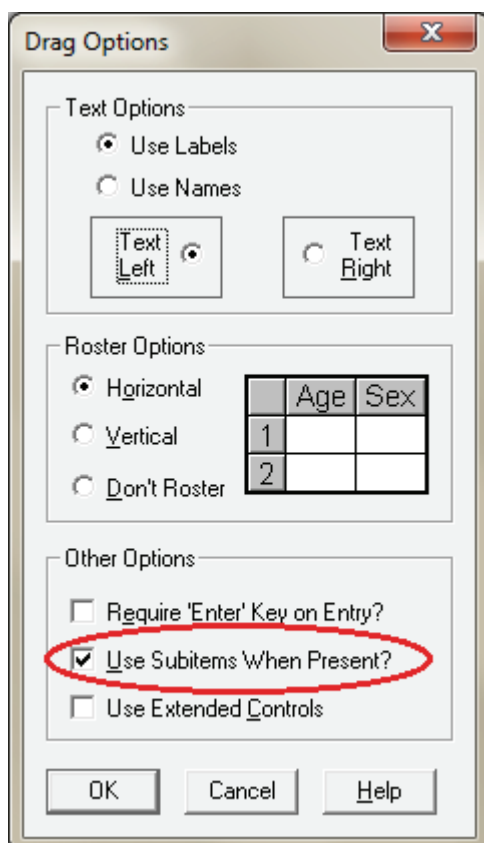 Drag Options
Text Options
Use Labels
Use Names
Text
Left
Text
Right
Roster Options
Horizontal
Vertical
Don't Roster
Age Sex
1
2
Other Options
Require 'Enter' Key on Entry?
Use Subitems When Present?
Use Extended Controls
OK Cancel Help